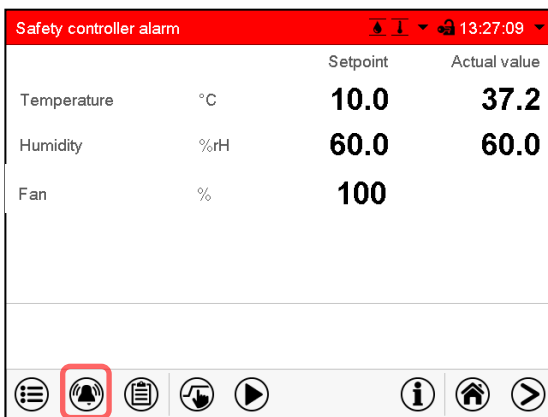 Safety controller alarm 13:27:09
Setpoint Actual value
Temperature °C 10.0 37.2
Humidity %rH 60.0 60.0
Fan % 100